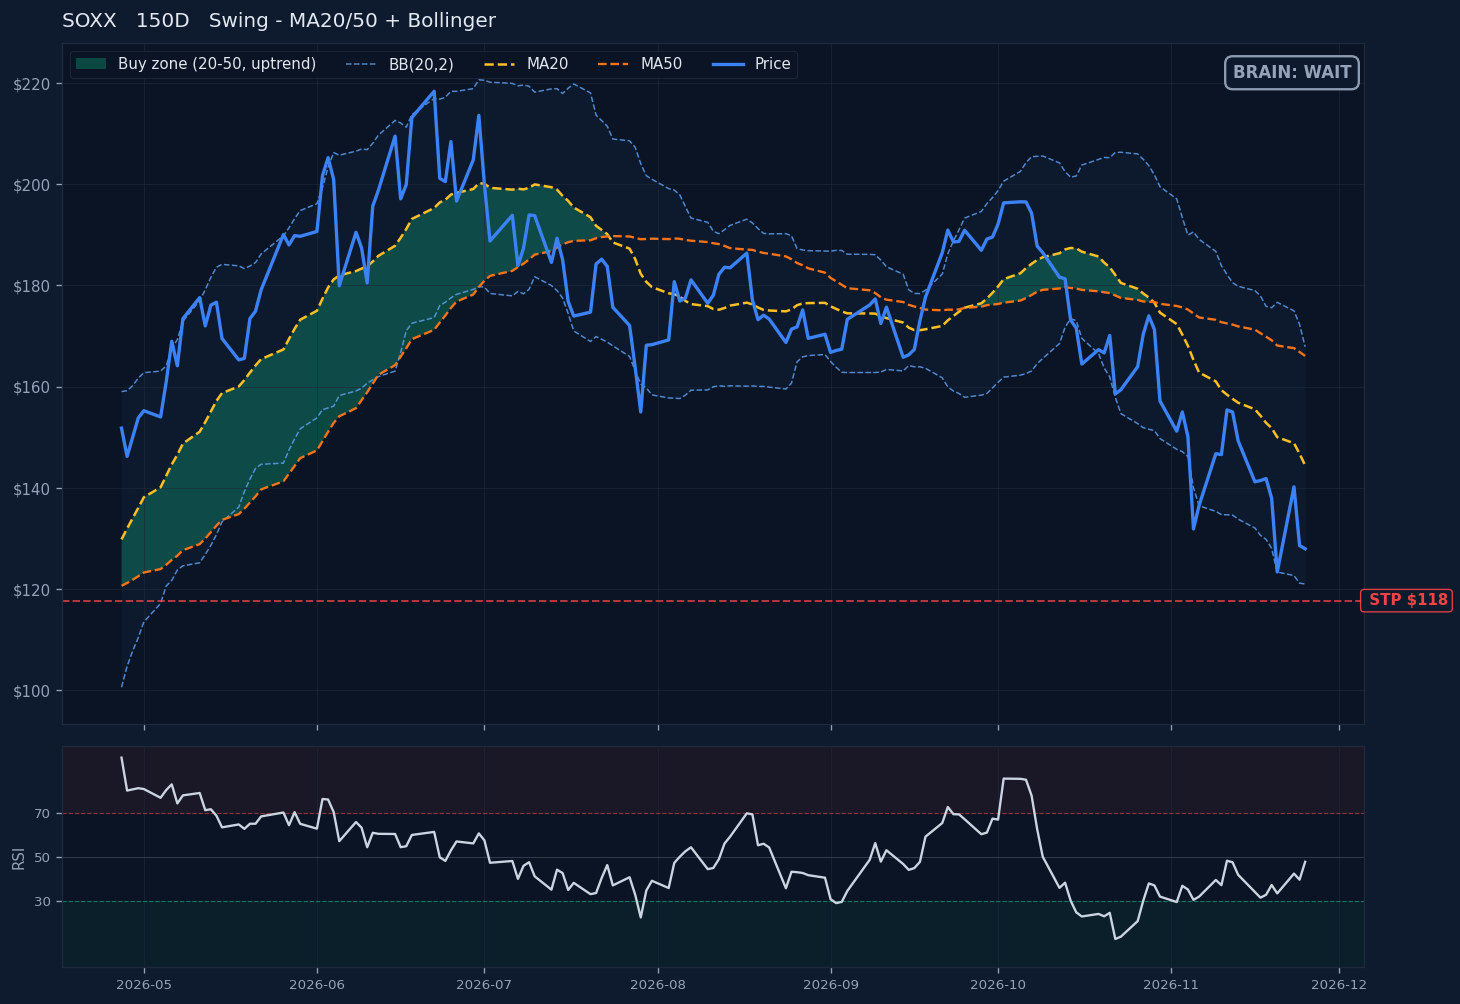 SOXX   150D   Swing - MA20/50 + Bollinger
Buy zone (20-50, uptrend)
BB(20,2)
MA20
MA50
Price
BRAIN: WAIT
$220
$200
$180
$160
$140
$120
$100
STP $118
RSI
70
50
30
2026-05
2026-06
2026-07
2026-08
2026-09
2026-10
2026-11
2026-12